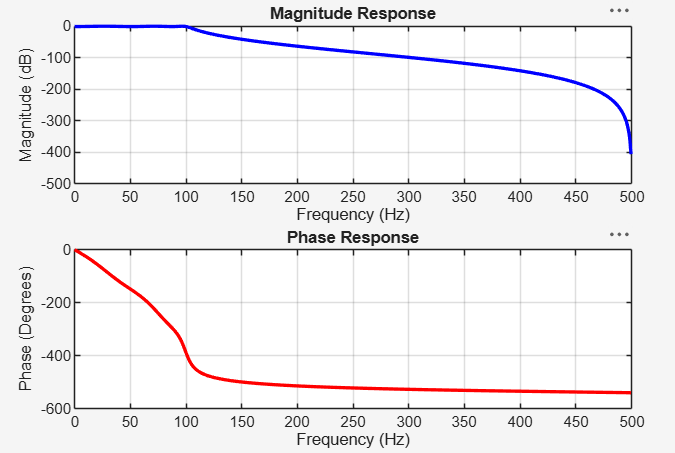 Magnitude Response
0
-100
-200
-300
-400
-500
Magnitude (dB)
0 50 100 150 200 250 300 350 400 450 500
Frequency (Hz)
Phase Response
0
-200
-400
-600
Phase (Degrees)
0 50 100 150 200 250 300 350 400 450 500
Frequency (Hz)